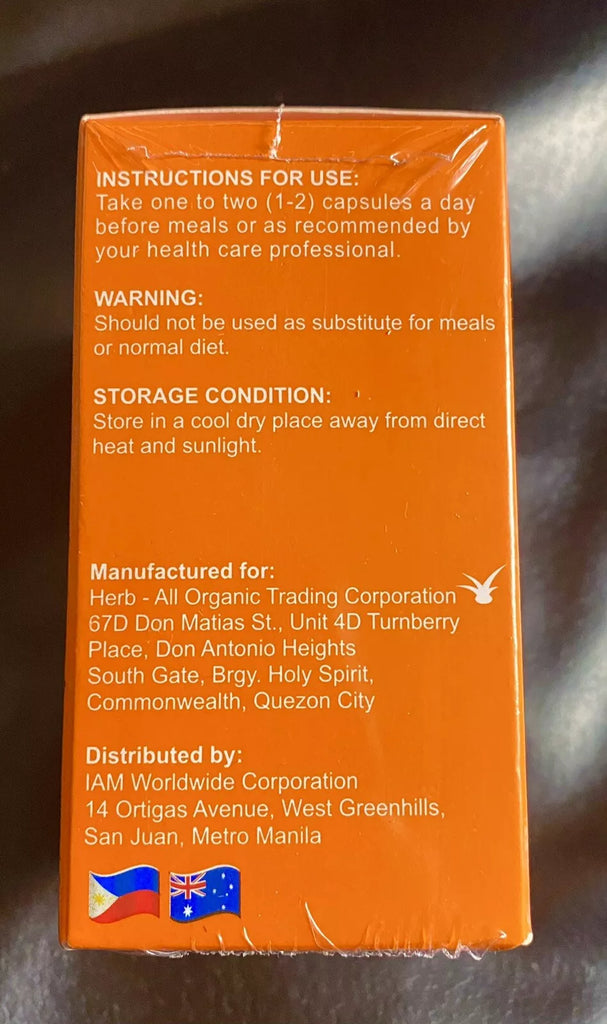 INSTRUCTIONS FOR USE:
Take one to two (1-2) capsules a day
before meals or as recommended by
your health care professional.
WARNING:
Should not be used as substitute for meals
or normal diet.
STORAGE CONDITION:
Store in a cool dry place away from direct
heat and sunlight.
Manufactured for:
Herb - All Organic Trading Corporation
67D Don Matias St., Unit 4D Turnberry
Place, Don Antonio Heights
South Gate, Brgy. Holy Spirit,
Commonwealth, Quezon City
Distributed by:
IAM Worldwide Corporation
14 Ortigas Avenue, West Greenhills,
San Juan, Metro Manila